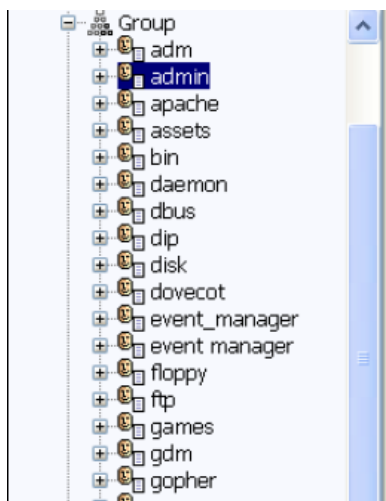 Group
adm
admin
apache
assets
bin
daemon
dbus
dip
disk
dovecot
event_manager
event manager
floppy
ftp
games
gdm
gopher